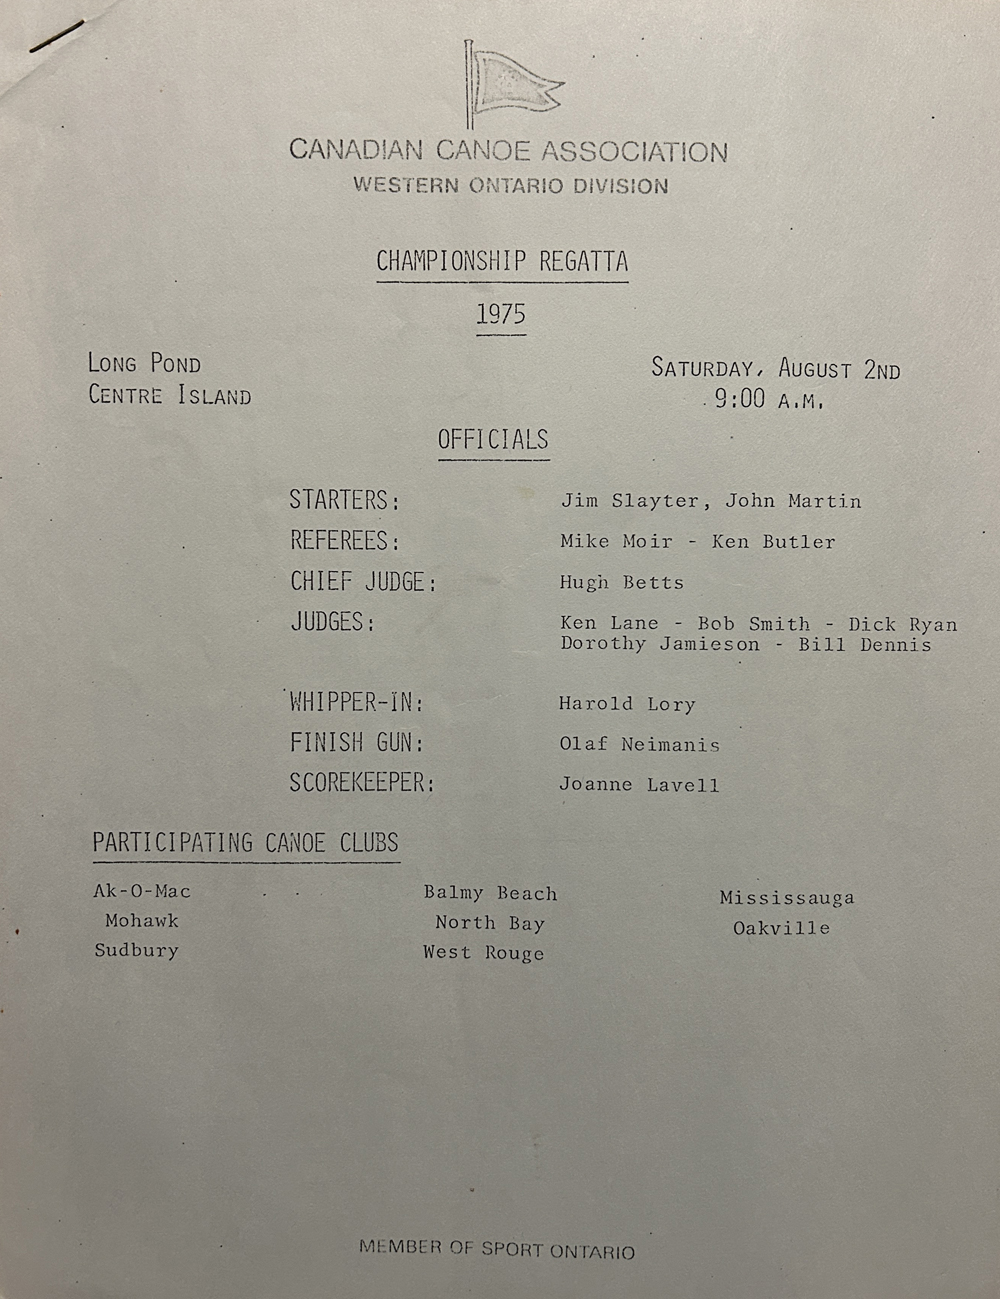 CANADIAN CANOE ASSOCIATION
WESTERN ONTARIO DIVISION
CHAMPIONSHIP REGATTA
1975
LONG POND
CENTRE ISLAND
SATURDAY, AUGUST 2ND
9:00 A.M.
OFFICIALS
STARTERS: Jim Slayter, John Martin
REFEREES: Mike Moir - Ken Butler
CHIEF JUDGE: Hugh Betts
JUDGES: Ken Lane - Bob Smith - Dick Ryan
Dorothy Jamieson - Bill Dennis
WHIPPER-IN: Harold Lory
FINISH GUN: Olaf Neimanis
SCOREKEEPER: Joanne Lavell
PARTICIPATING CANOE CLUBS
Ak-O-Mac Balmy Beach Mississauga
Mohawk North Bay Oakville
Sudbury West Rouge
MEMBER OF SPORT ONTARIO